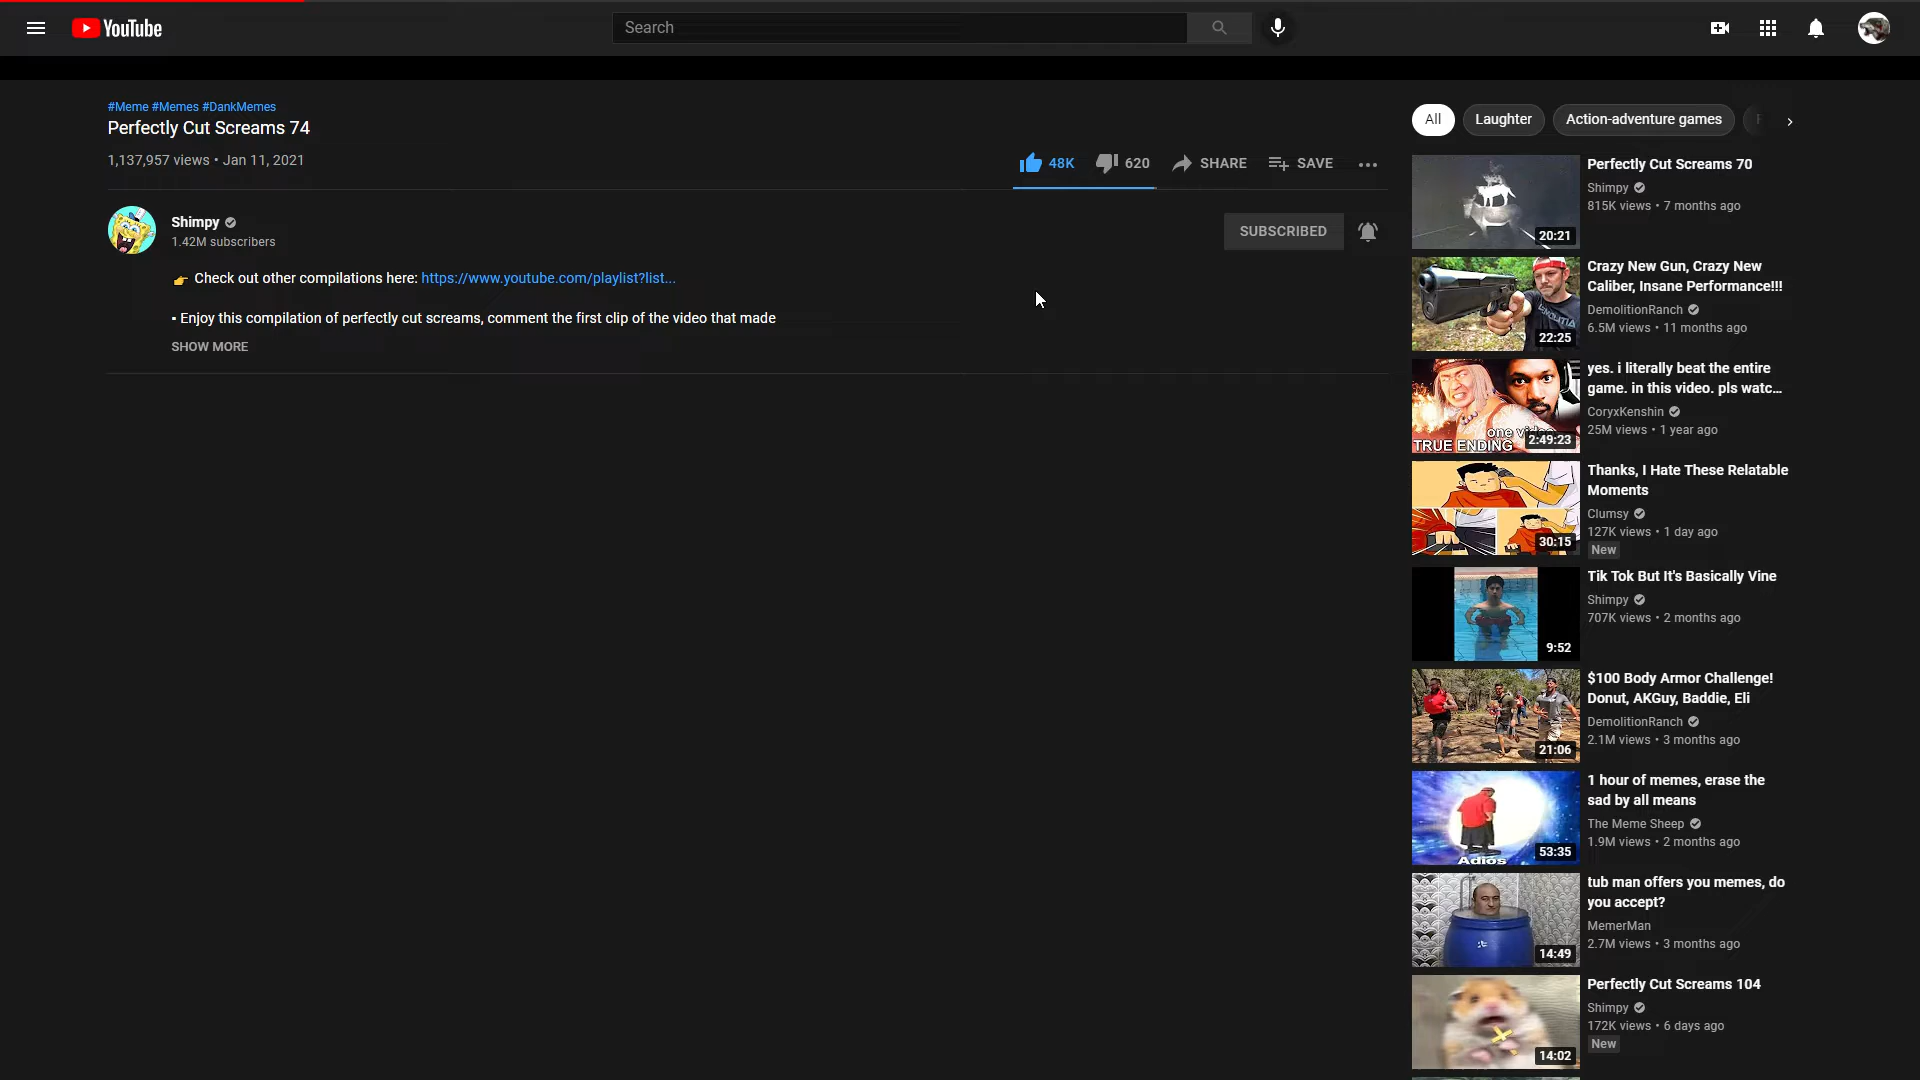 YouTube
Search
#Meme #Memes #DankMemes
Perfectly Cut Screams 74
1,137,957 views • Jan 11, 2021
48K
620
SHARE
SAVE
Shimpy
1.42M subscribers
SUBSCRIBED
👉 Check out other compilations here: https://www.youtube.com/playlist?list...
▪ Enjoy this compilation of perfectly cut screams, comment the first clip of the video that made
SHOW MORE
All
Laughter
Action-adventure games
20:21
Perfectly Cut Screams 70
Shimpy
815K views • 7 months ago
22:25
Crazy New Gun, Crazy New
Caliber, Insane Performance!!!
DemolitionRanch
6.5M views • 11 months ago
TRUE ENDING
2:49:23
yes. i literally beat the entire
game. in this video. pls watc...
CoryxKenshin
25M views • 1 year ago
30:15
Thanks, I Hate These Relatable
Moments
Clumsy
127K views • 1 day ago
New
9:52
Tik Tok But It's Basically Vine
Shimpy
707K views • 2 months ago
21:06
$100 Body Armor Challenge!
Donut, AKGuy, Baddie, Eli
DemolitionRanch
2.1M views • 3 months ago
Adios
53:35
1 hour of memes, erase the
sad by all means
The Meme Sheep
1.9M views • 2 months ago
14:49
tub man offers you memes, do
you accept?
MemerMan
2.7M views • 3 months ago
14:02
Perfectly Cut Screams 104
Shimpy
172K views • 6 days ago
New